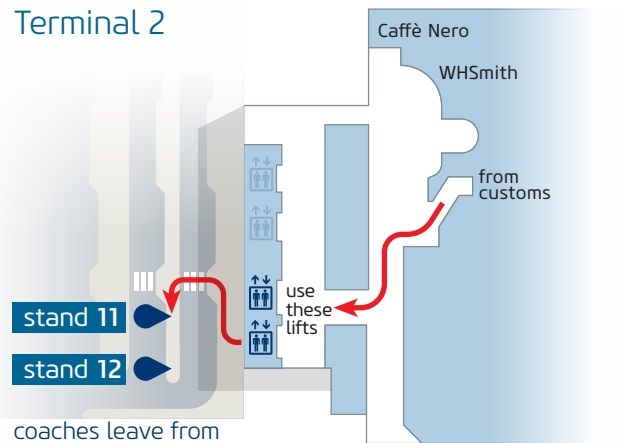 Terminal 2
Caffè Nero
WHSmith
from
customs
use
these
lifts
stand 11
stand 12
coaches leave from